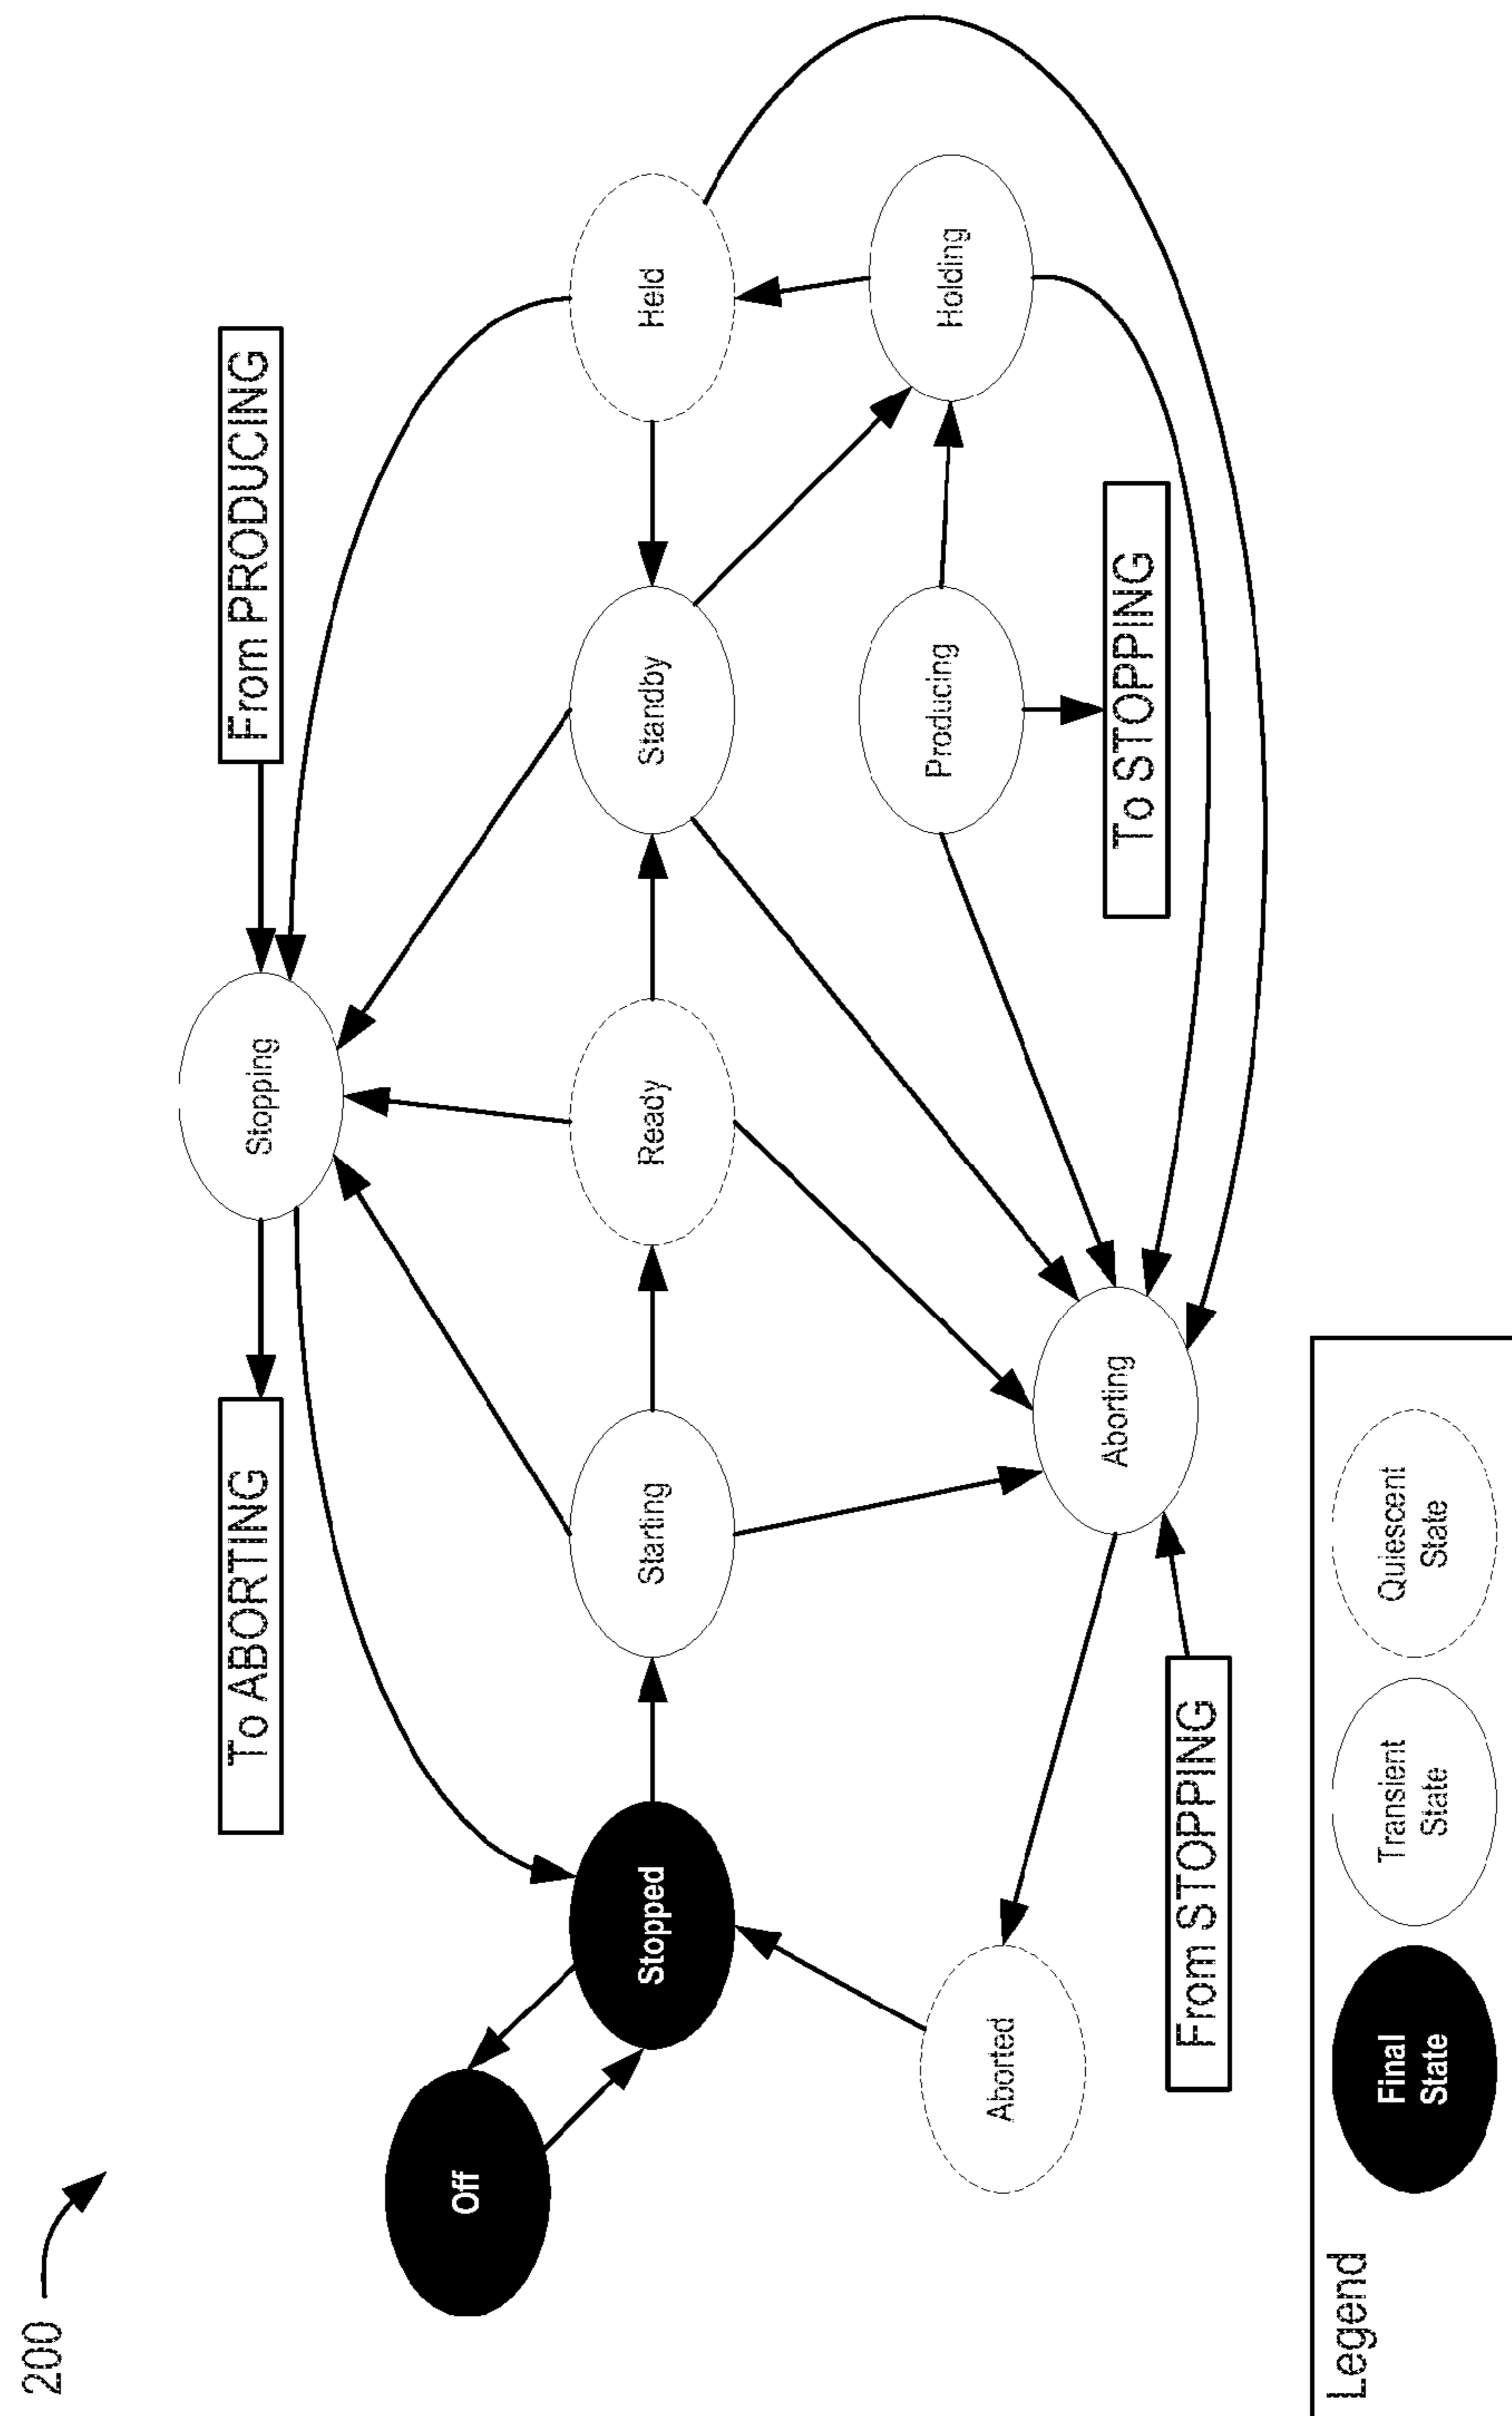 200
Off
Stopped
To ABORTING
Stopping
From PRODUCING
Starting
Ready
Standby
Held
Aborted
Aborting
Producing
Holding
From STOPPING
To STOPPING
Legend
Final
State
Transient
State
Quiescent
State